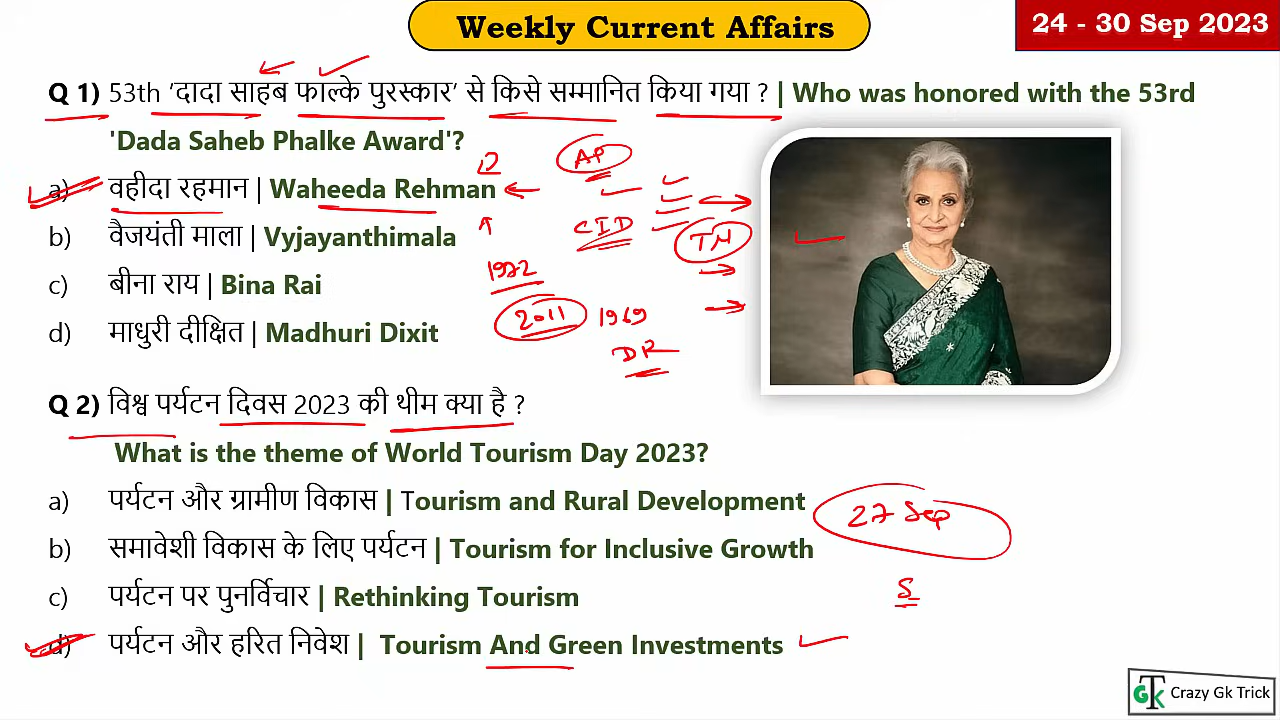 Weekly Current Affairs
24 - 30 Sep 2023
Q 1) 53th ‘दादा साहब फाल्के पुरस्कार’ से किसे सम्मानित किया गया ? | Who was honored with the 53rd
'Dada Saheb Phalke Award'?
a) वहीदा रहमान | Waheeda Rehman
b) वैजयंती माला | Vyjayanthimala
c) बीना राय | Bina Rai
d) माधुरी दीक्षित | Madhuri Dixit
AP
CID
TN
1972
2011 1969
DR
Q 2) विश्व पर्यटन दिवस 2023 की थीम क्या है ?
What is the theme of World Tourism Day 2023?
a) पर्यटन और ग्रामीण विकास | Tourism and Rural Development
b) समावेशी विकास के लिए पर्यटन | Tourism for Inclusive Growth
c) पर्यटन पर पुनर्विचार | Rethinking Tourism
d) पर्यटन और हरित निवेश | Tourism And Green Investments
27 Sep
S
GTK Crazy Gk Trick